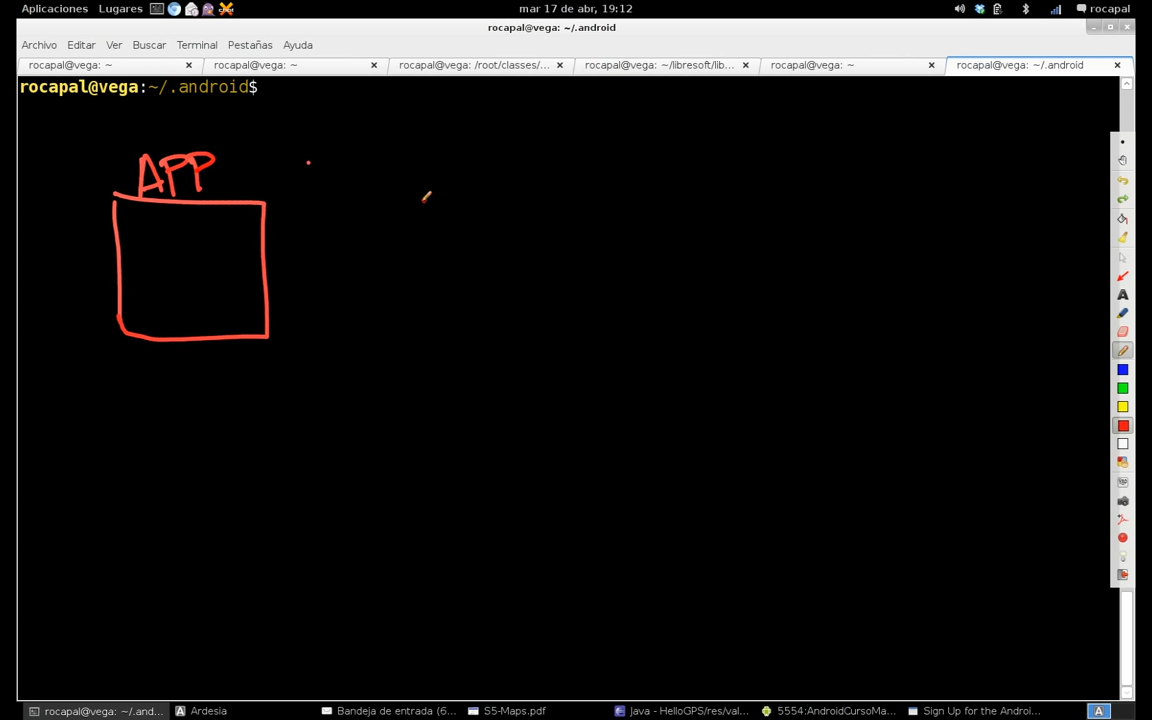 Aplicaciones Lugares mar 17 de abr, 19:12 rocapal
rocapal@vega: ~/.android
Archivo Editar Ver Buscar Terminal Pestañas Ayuda
rocapal@vega: ~ rocapal@vega: ~ rocapal@vega: /root/classes/... rocapal@vega: ~/libresoft/lib... rocapal@vega: ~ rocapal@vega: ~/.android
rocapal@vega:~/.android$
APP
rocapal@vega: ~/.and... Ardesia Bandeja de entrada (6... S5-Maps.pdf Java - HelloGPS/res/val... 5554:AndroidCursoMa... Sign Up for the Androi...